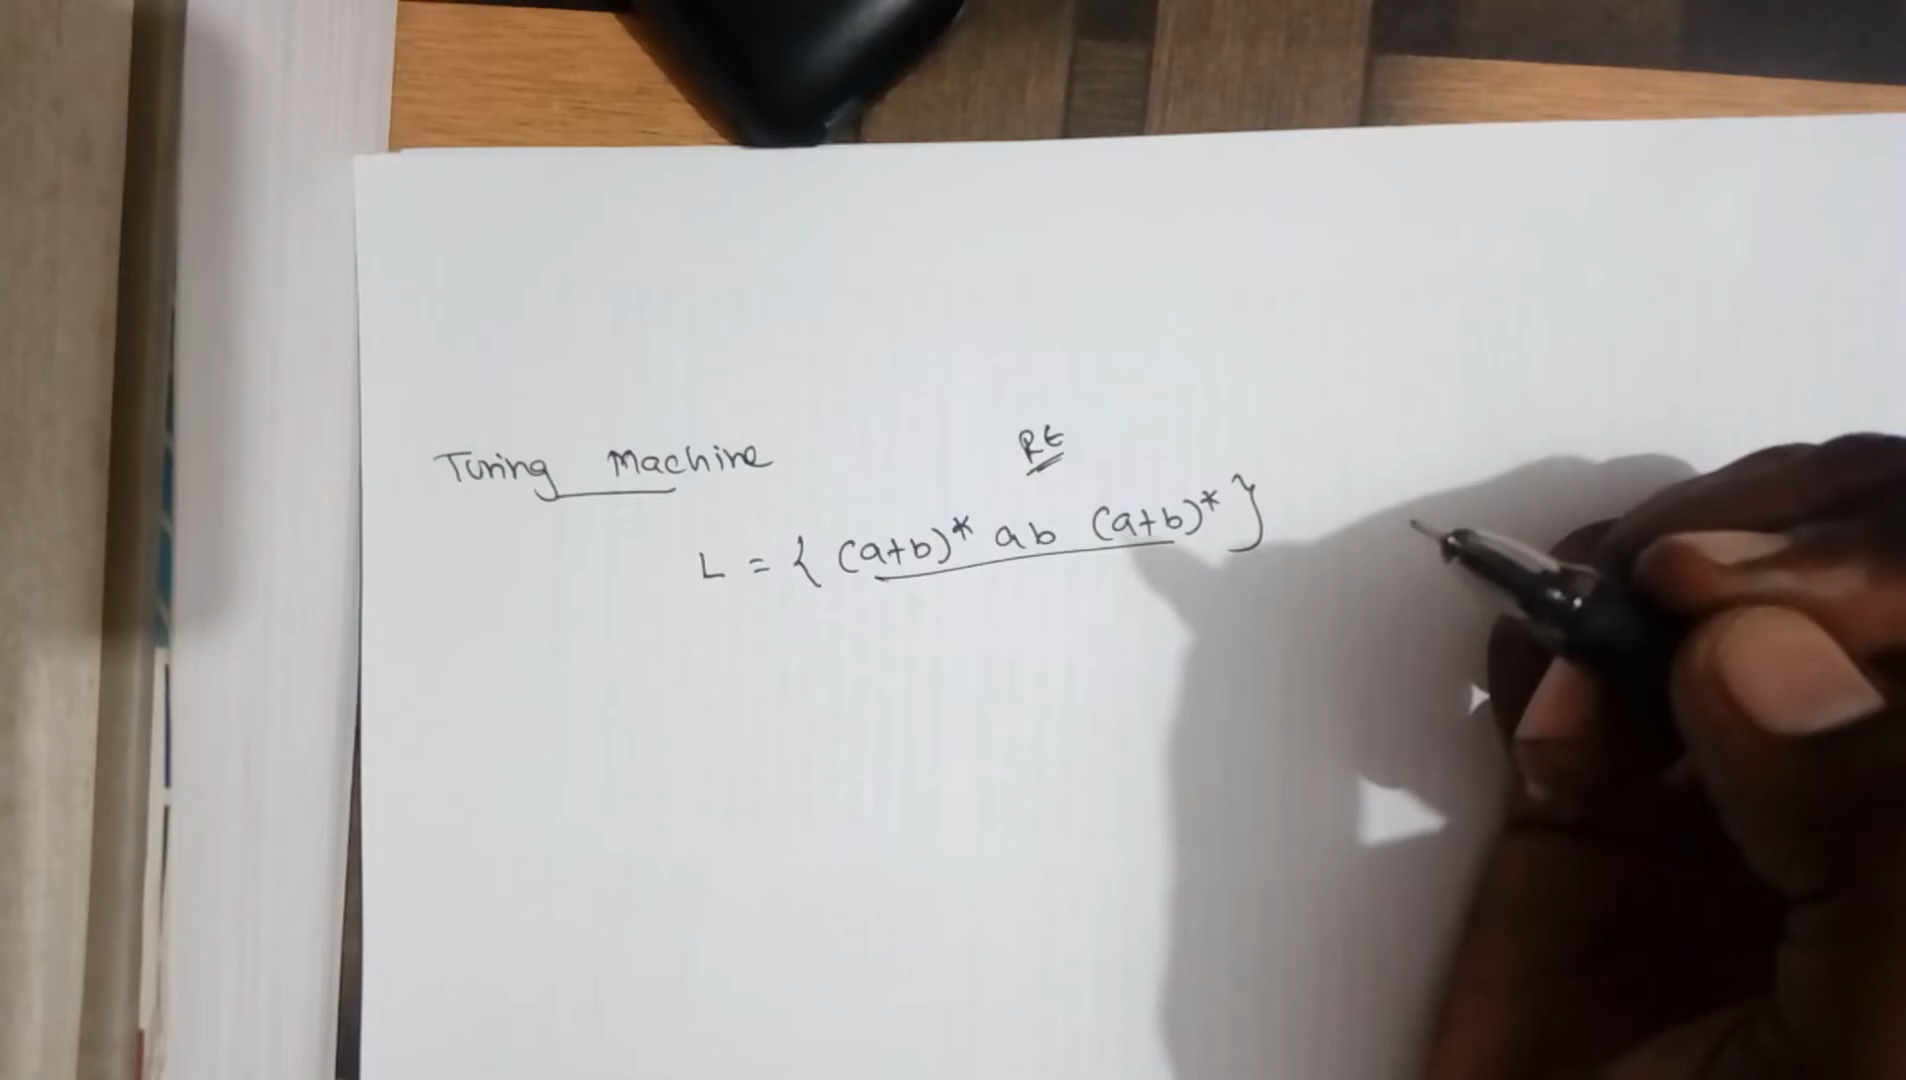 Turing Machine
RE
L = { (a+b)* ab (a+b)* }